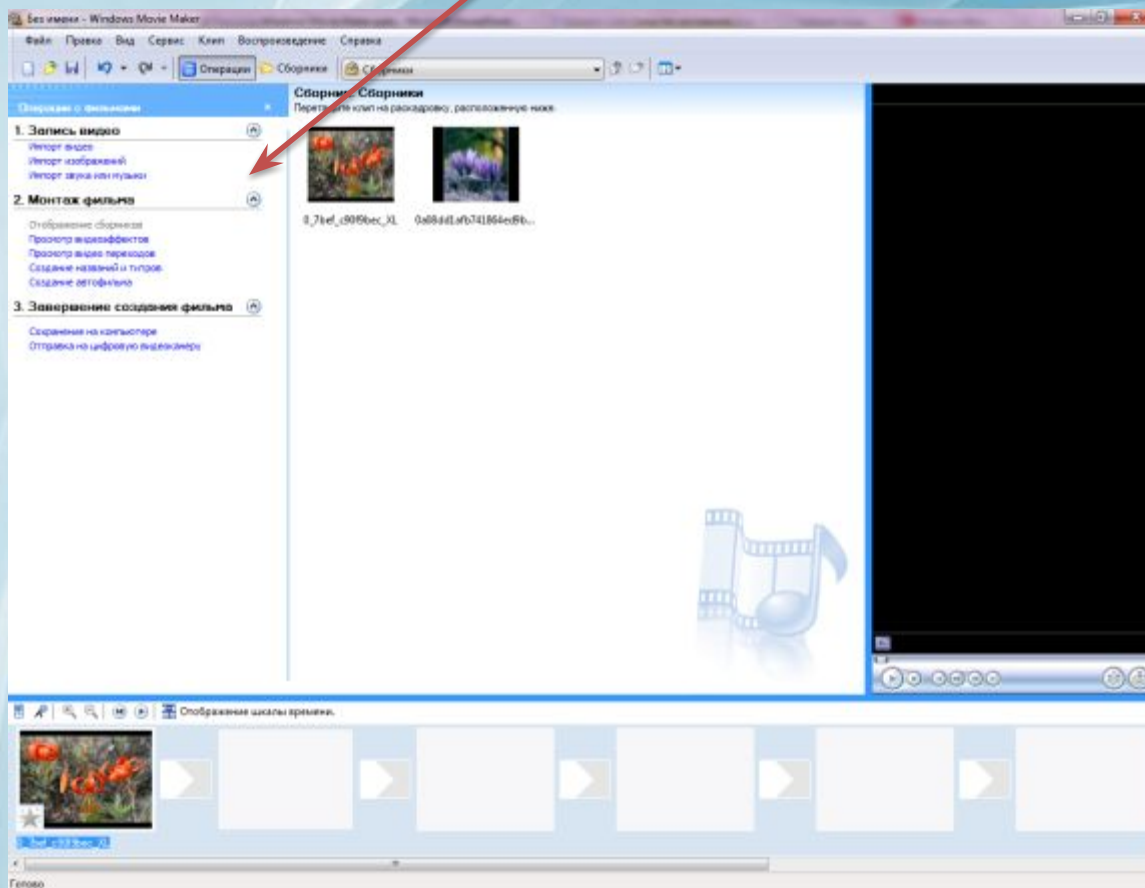 Без имени - Windows Movie Maker
Файл Правка Вид Сервис Клип Воспроизведение Справка
Операции Сборники Сборники
Операции с фильмами
Сборник: Сборники
Перетащите клип на раскадровку, расположенную ниже.
1. Запись видео
Импорт видео
Импорт изображений
Импорт звука или музыки
2. Монтаж фильма
Отображение сборников
Просмотр видеоэффектов
Просмотр видео переходов
Создание названий и титров
Создание автофильма
3. Завершение создания фильма
Сохранение на компьютере
Отправка на цифровую видеокамеру
0_7bef_c90f9bec_XL
Отображение шкалы времени.
0_7bef_c90f9bec_XL
Готово